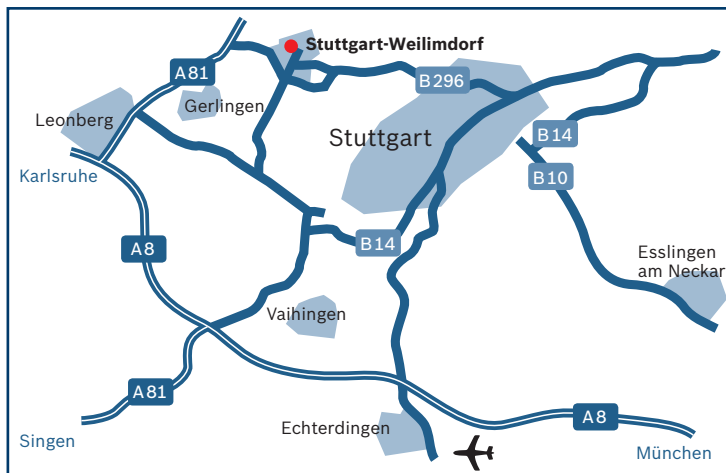 Stuttgart-Weilimdorf
A81
B296
Gerlingen
Leonberg
Stuttgart
B14
Karlsruhe
B10
A8
B14
Esslingen
am Neckar
Vaihingen
A81
Echterdingen
A8
Singen
München